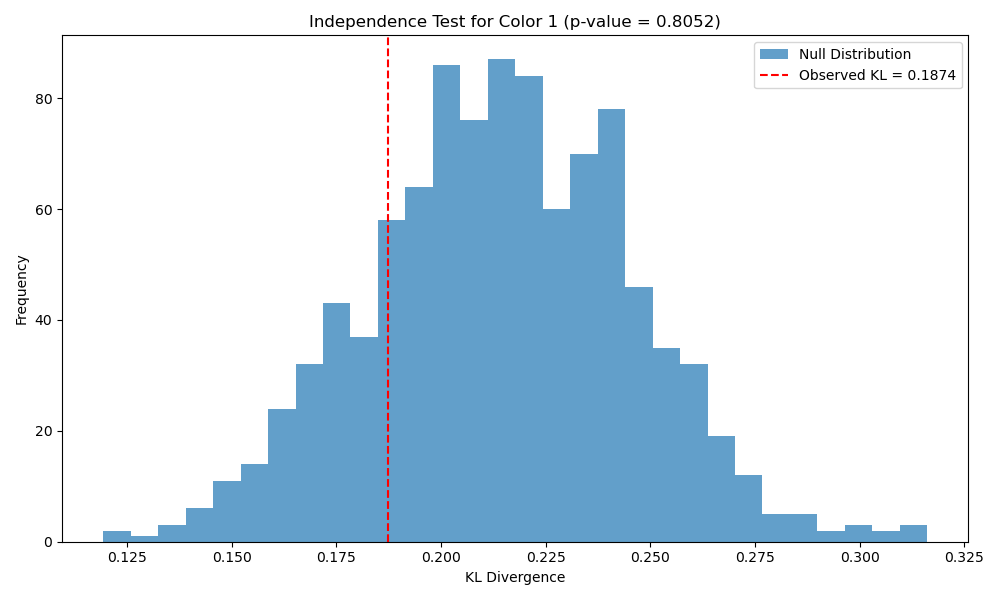 Independence Test for Color 1 (p-value = 0.8052)
Null Distribution
Observed KL = 0.1874
Frequency
80
60
40
20
0
0.125 0.150 0.175 0.200 0.225 0.250 0.275 0.300 0.325
KL Divergence